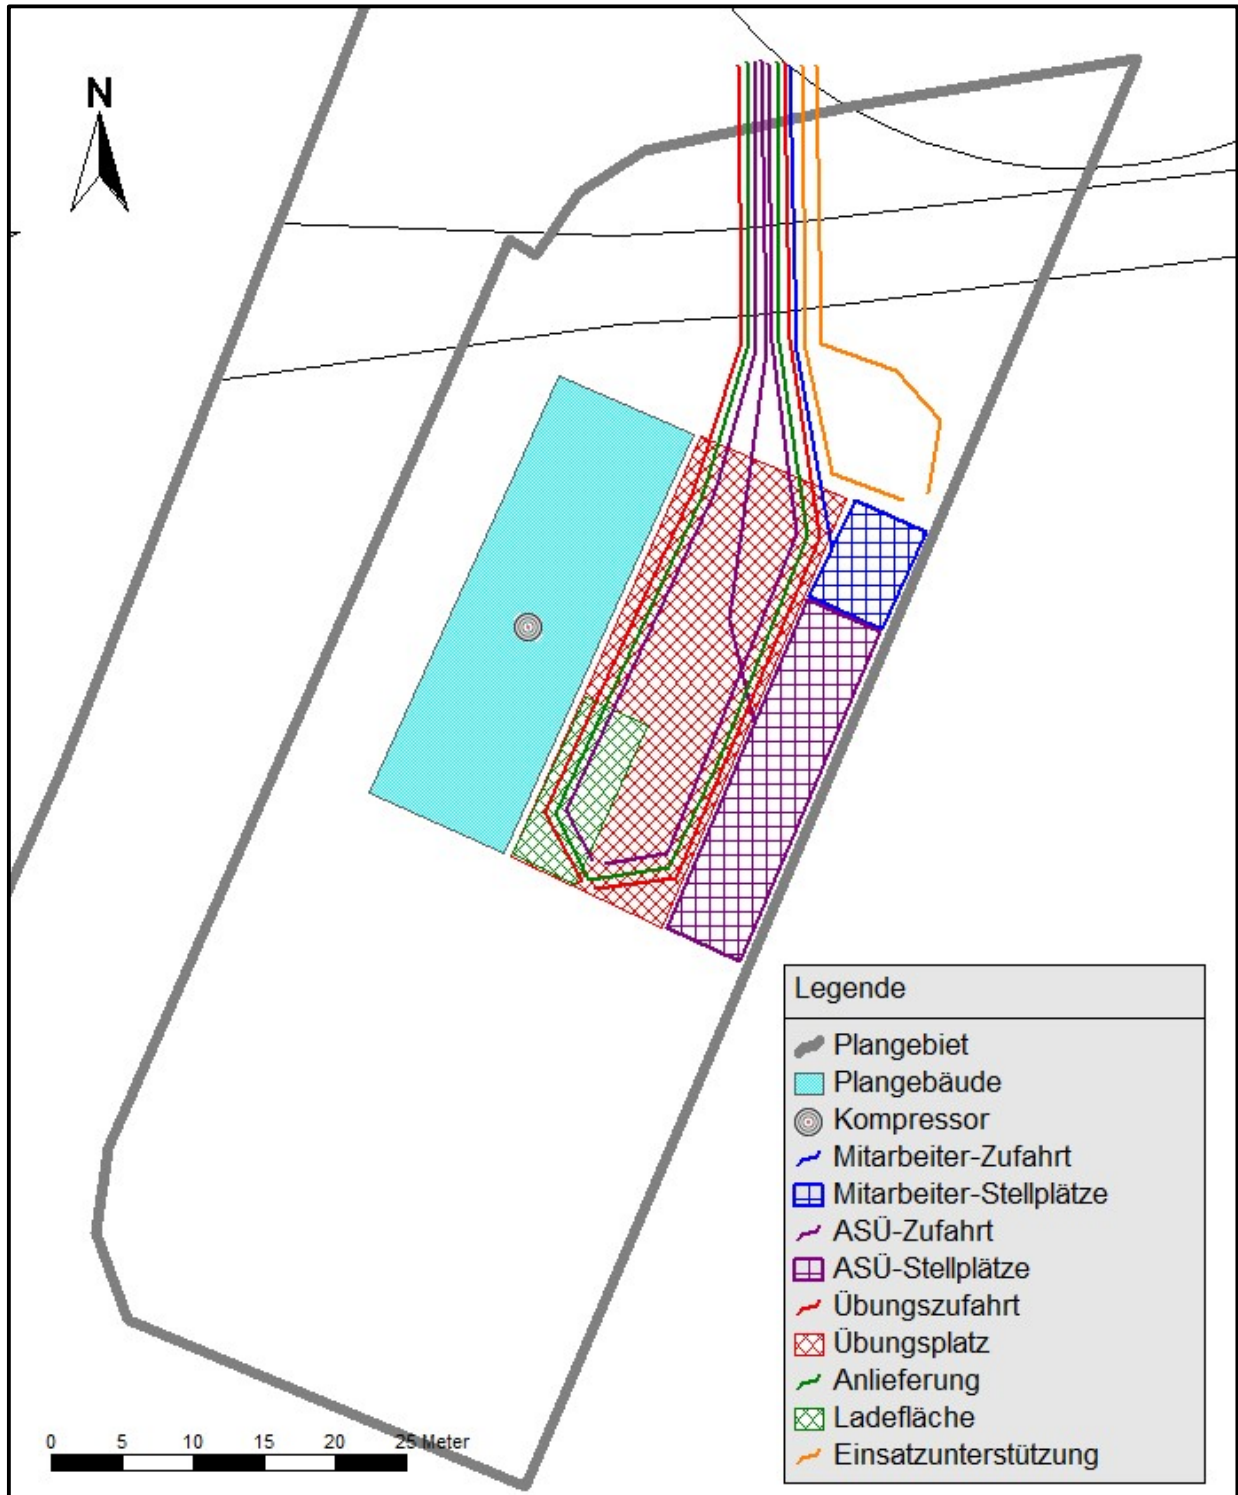 N
Legende
Plangebiet
Plangebäude
Kompressor
Mitarbeiter-Zufahrt
Mitarbeiter-Stellplätze
ASÜ-Zufahrt
ASÜ-Stellplätze
Übungszufahrt
Übungsplatz
Anlieferung
Ladefläche
Einsatzunterstützung
0 5 10 15 20 25 Meter